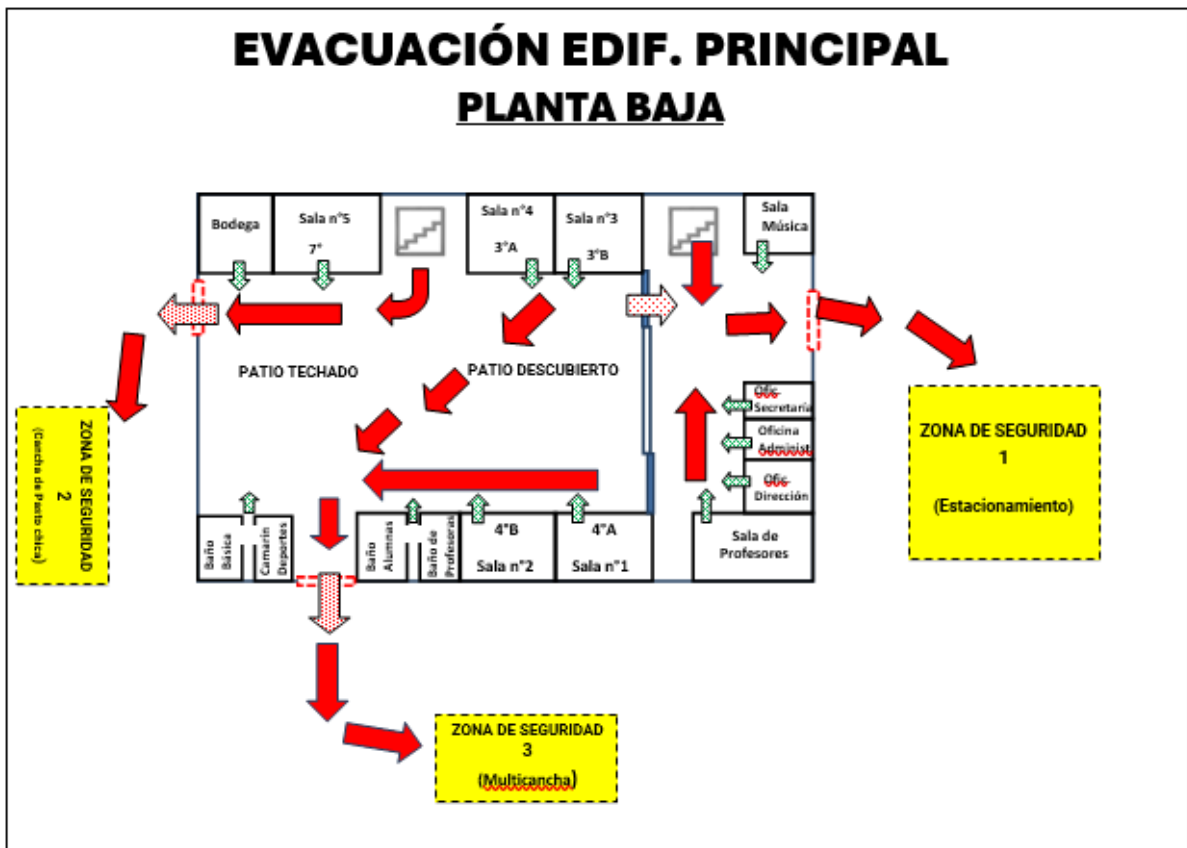 EVACUACIÓN EDIF. PRINCIPAL
PLANTA BAJA
Bodega
Sala n°5
7°
Sala n°4
3°A
Sala n°3
3°B
Sala
Música
PATIO TECHADO
PATIO DESCUBIERTO
Ofic
Secretaría
Oficina
Administ
Ofic
Dirección
Sala de
Profesores
ZONA DE SEGURIDAD
1
(Estacionamiento)
ZONA DE SEGURIDAD
2
(Cancha de Pasto chica)
Baño
Básica
Camarín
Deportes
Baño
Alumnas
Baño de
Profesoras
4°B
Sala n°2
4°A
Sala n°1
ZONA DE SEGURIDAD
3
(Multicancha)